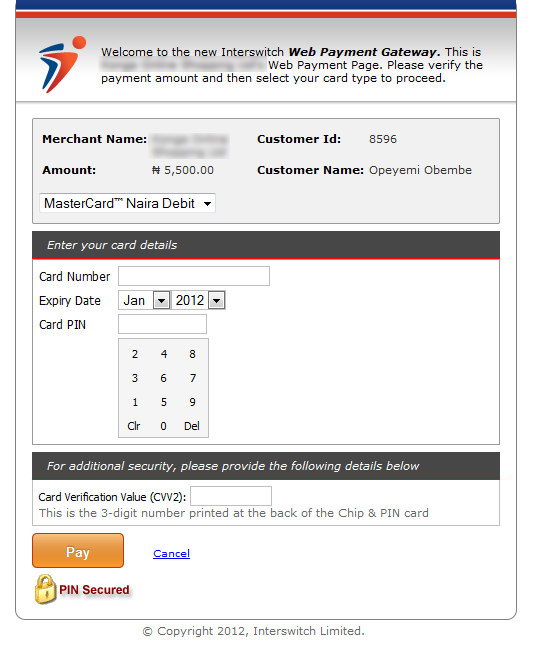 Welcome to the new Interswitch Web Payment Gateway. This is
Web Payment Page. Please verify the
payment amount and then select your card type to proceed.
Merchant Name: Customer Id: 8596
Amount: ₦ 5,500.00 Customer Name: Opeyemi Obembe
MasterCard™ Naira Debit
Enter your card details
Card Number
Expiry Date Jan 2012
Card PIN
2 4 8
3 6 7
1 5 9
Clr 0 Del
For additional security, please provide the following details below
Card Verification Value (CVV2):
This is the 3-digit number printed at the back of the Chip & PIN card
Pay Cancel
PIN Secured
© Copyright 2012, Interswitch Limited.